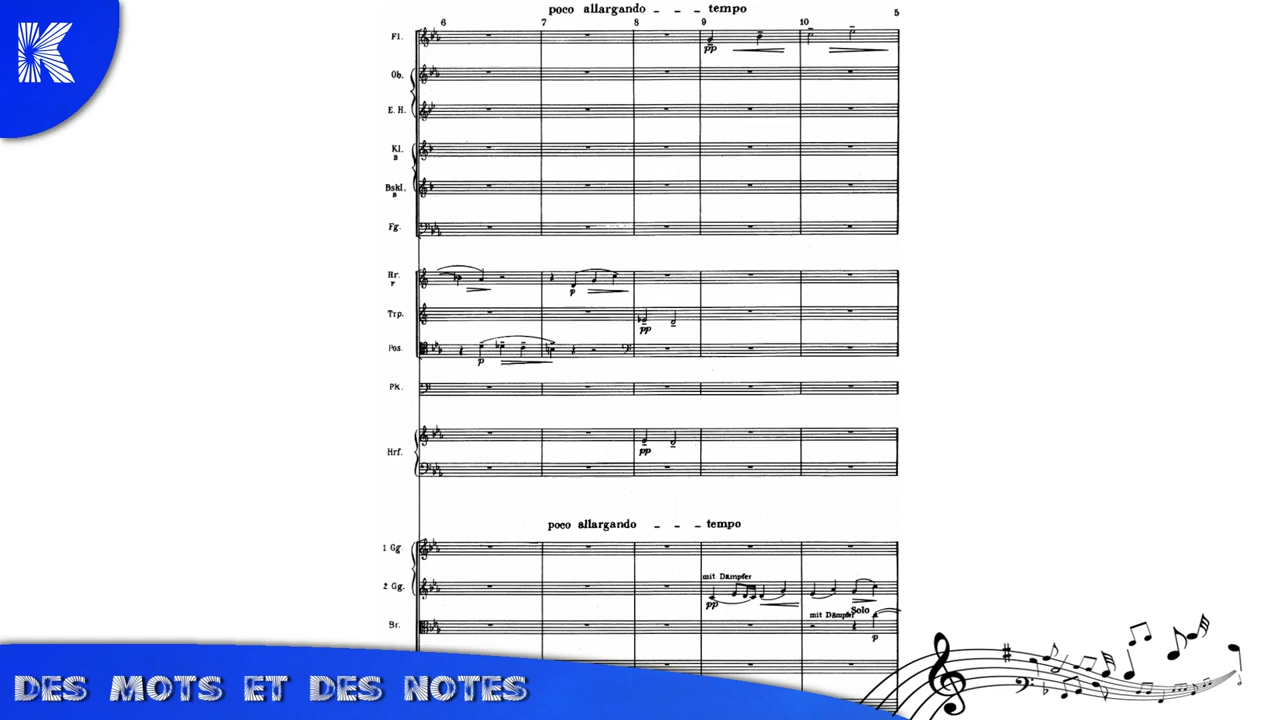 K
poco allargando _ _ _ tempo
6 7 8 9 10 5
Fl.
pp
Ob.
E. H.
Kl.
B
Bskl.
B
Fg.
Hr.
F
p
Trp.
pp
Pos.
p
Pk.
Hrf.
pp
poco allargando _ _ _ tempo
1 Gg.
mit Dämpfer
2 Gg.
pp
mit Dämpfer Solo
Br.
p
DES MOTS ET DES NOTES